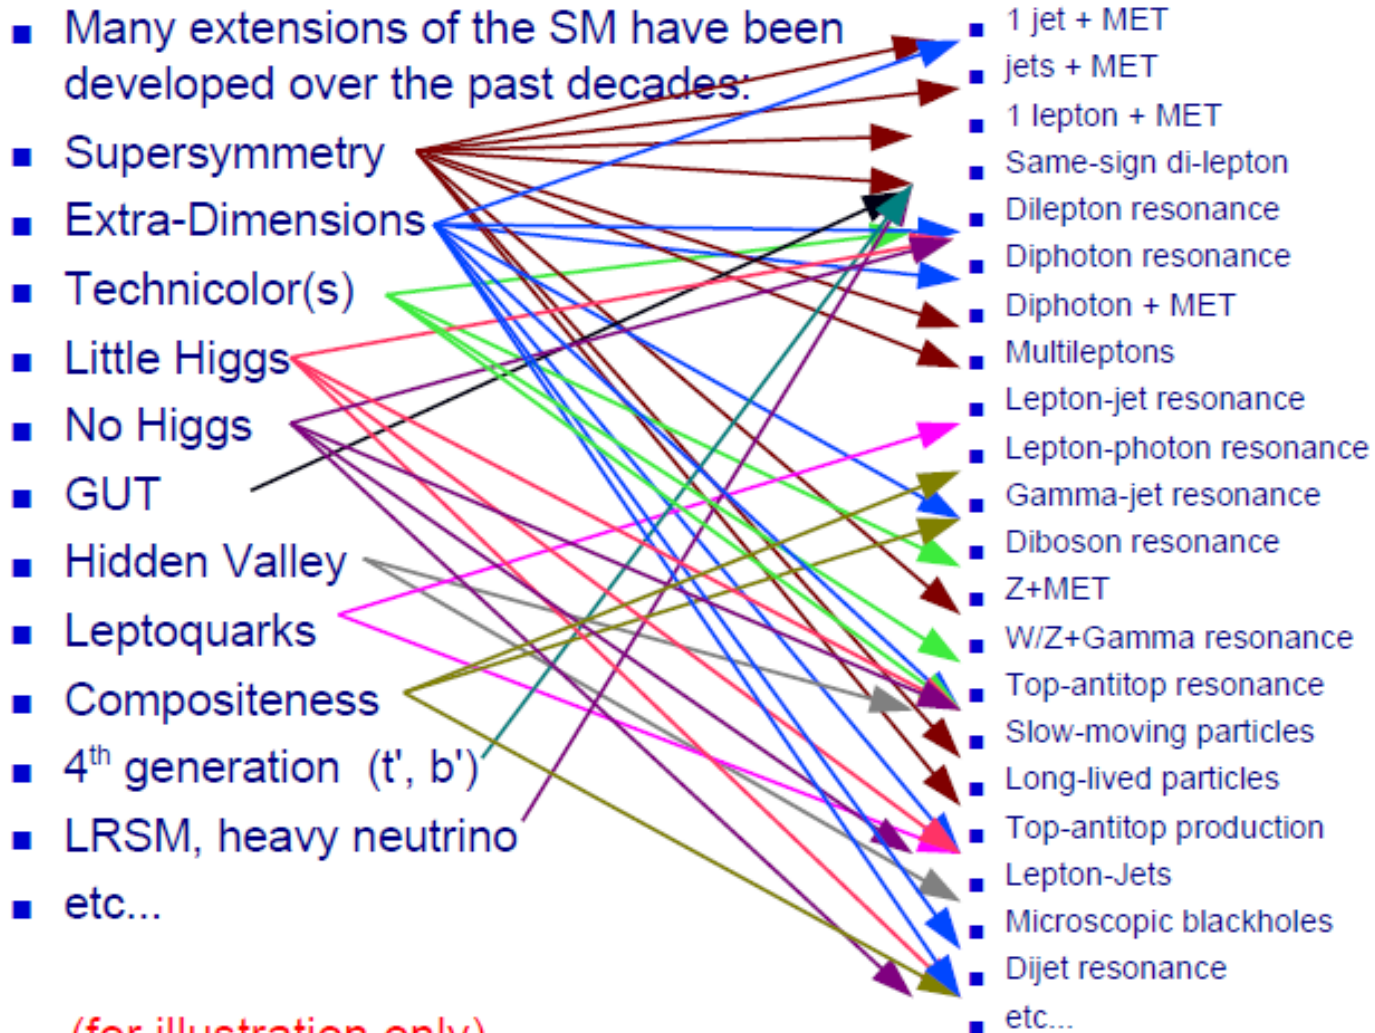 Many extensions of the SM have been
developed over the past decades:
Supersymmetry
Extra-Dimensions
Technicolor(s)
Little Higgs
No Higgs
GUT
Hidden Valley
Leptoquarks
Compositeness
4th generation (t', b')
LRSM, heavy neutrino
etc...
(for illustration only)
1 jet + MET
jets + MET
1 lepton + MET
Same-sign di-lepton
Dilepton resonance
Diphoton resonance
Diphoton + MET
Multileptons
Lepton-jet resonance
Lepton-photon resonance
Gamma-jet resonance
Diboson resonance
Z+MET
W/Z+Gamma resonance
Top-antitop resonance
Slow-moving particles
Long-lived particles
Top-antitop production
Lepton-Jets
Microscopic blackholes
Dijet resonance
etc...